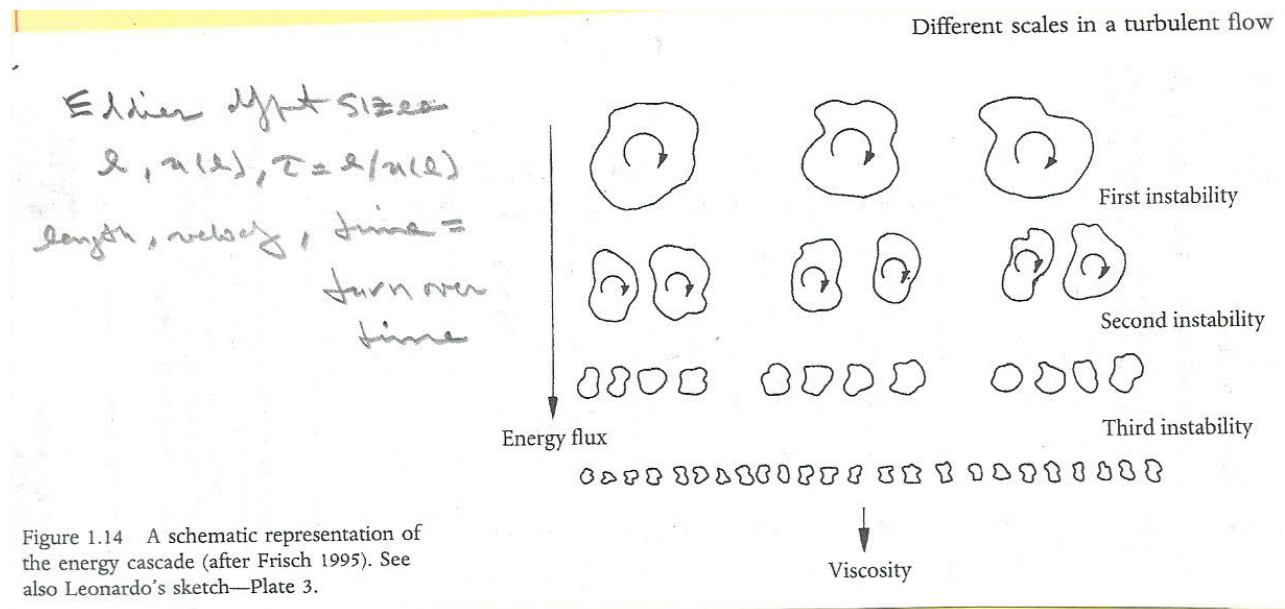 Different scales in a turbulent flow
Eddies diffnt sizes
l, u(l), τ = l/u(l)
length, velocity, time =
turn over
time
First instability
Second instability
Third instability
Energy flux
Viscosity
Figure 1.14 A schematic representation of
the energy cascade (after Frisch 1995). See
also Leonardo's sketch—Plate 3.